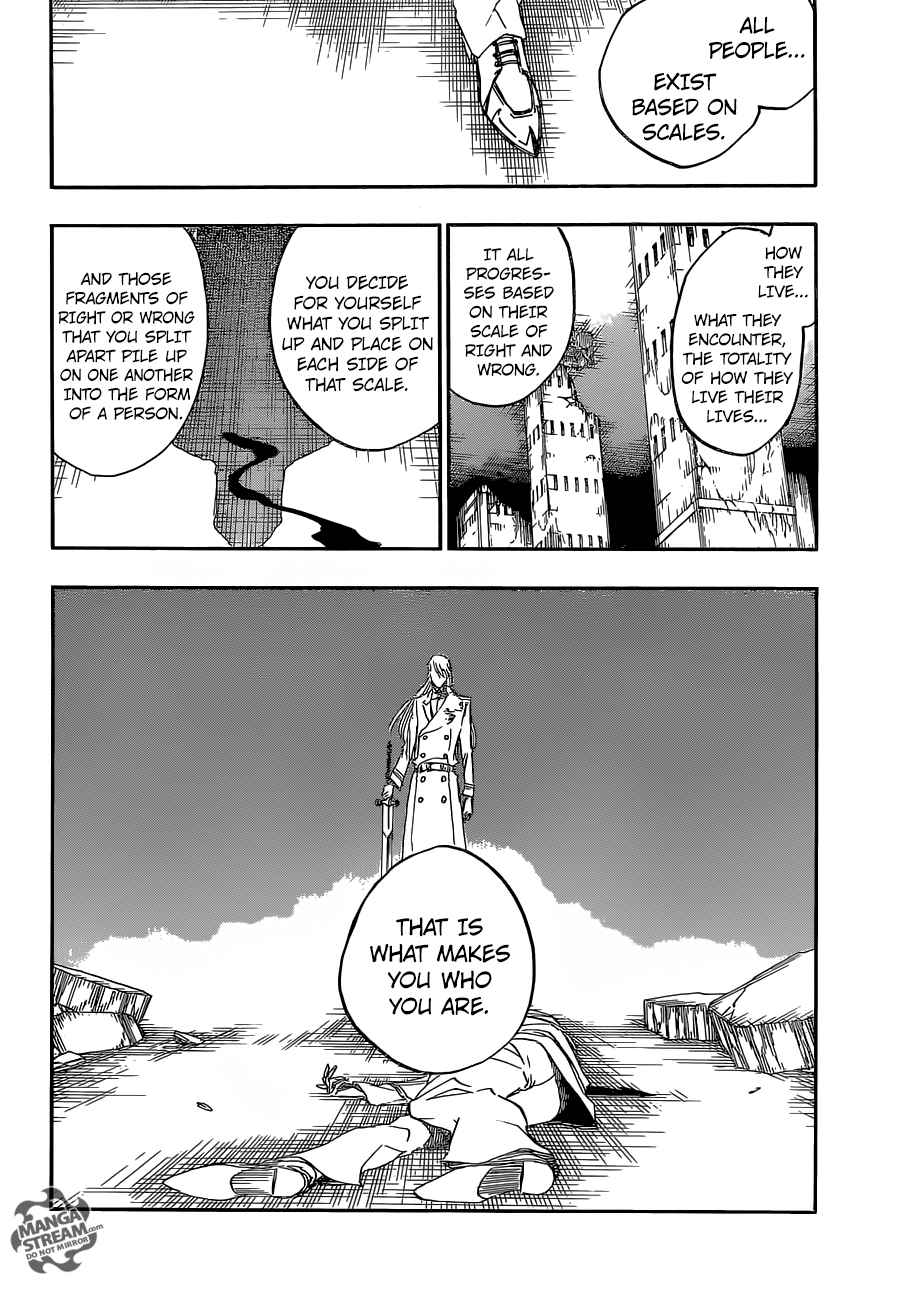 ALL
PEOPLE...
EXIST
BASED ON
SCALES.
HOW
THEY
LIVE...
WHAT THEY
ENCOUNTER,
THE TOTALITY
OF HOW THEY
LIVE THEIR
LIVES...
IT ALL
PROGRES-
SES BASED
ON THEIR
SCALE OF
RIGHT AND
WRONG.
YOU DECIDE
FOR YOURSELF
WHAT YOU SPLIT
UP AND PLACE ON
EACH SIDE OF
THAT SCALE.
AND THOSE
FRAGMENTS OF
RIGHT OR WRONG
THAT YOU SPLIT
APART PILE UP
ON ONE ANOTHER
INTO THE FORM
OF A PERSON.
THAT IS
WHAT MAKES
YOU WHO
YOU ARE.
MANGA
STREAM.com
DO NOT MIRROR